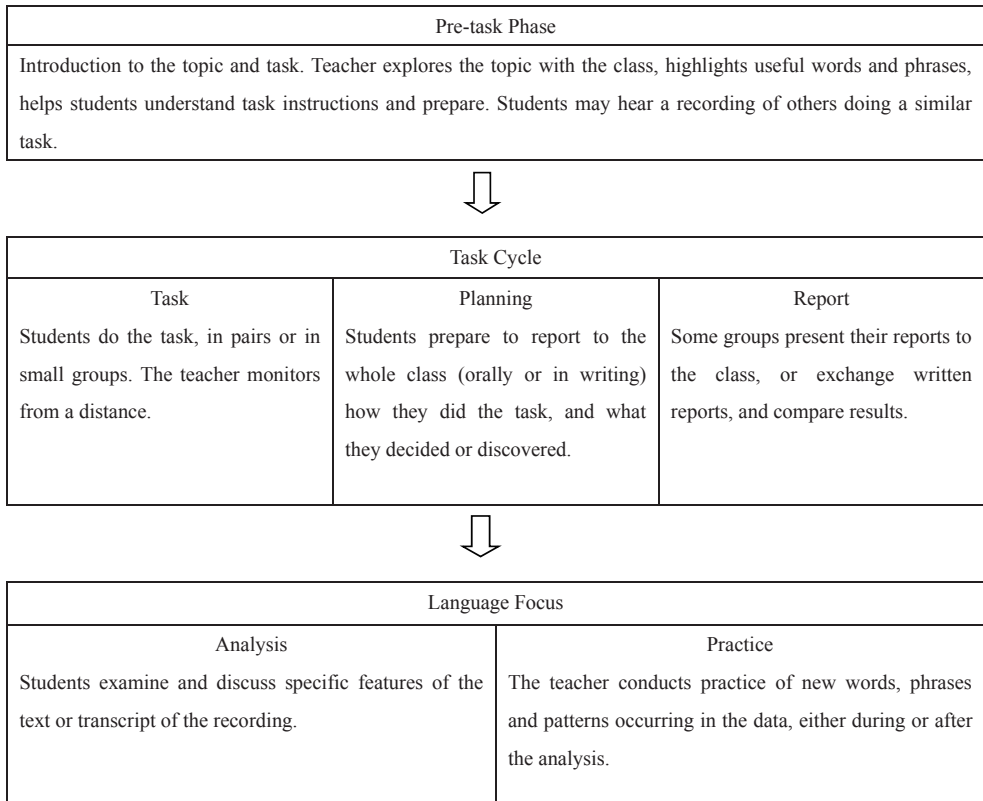 Pre-task Phase
Introduction to the topic and task. Teacher explores the topic with the class, highlights useful words and phrases,
helps students understand task instructions and prepare. Students may hear a recording of others doing a similar
task.
Task Cycle
Task
Students do the task, in pairs or in
small groups. The teacher monitors
from a distance.
Planning
Students prepare to report to the
whole class (orally or in writing)
how they did the task, and what
they decided or discovered.
Report
Some groups present their reports to
the class, or exchange written
reports, and compare results.
Language Focus
Analysis
Students examine and discuss specific features of the
text or transcript of the recording.
Practice
The teacher conducts practice of new words, phrases
and patterns occurring in the data, either during or after
the analysis.